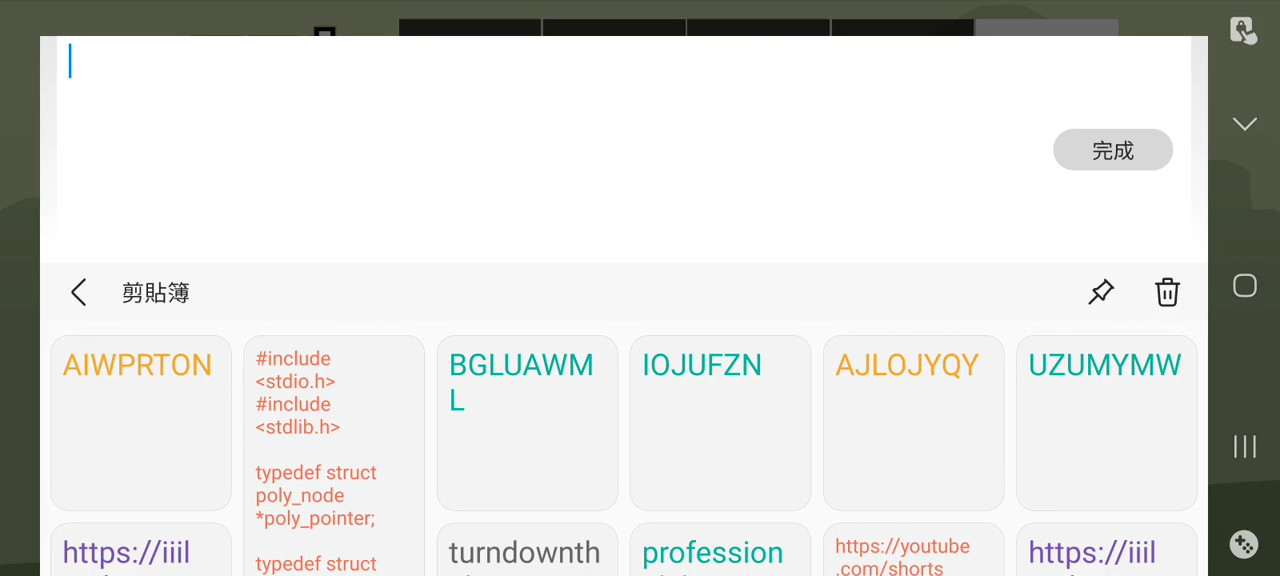 完成
剪貼簿
AIWPRTON
#include
<stdio.h>
#include
<stdlib.h>
typedef struct
poly_node
*poly_pointer;
typedef struct
BGLUAWM
L
IOJUFZN
AJLOJYQY
UZUMYMW
https://iiil
turndownth
profession
https://youtube
.com/shorts
https://iiil